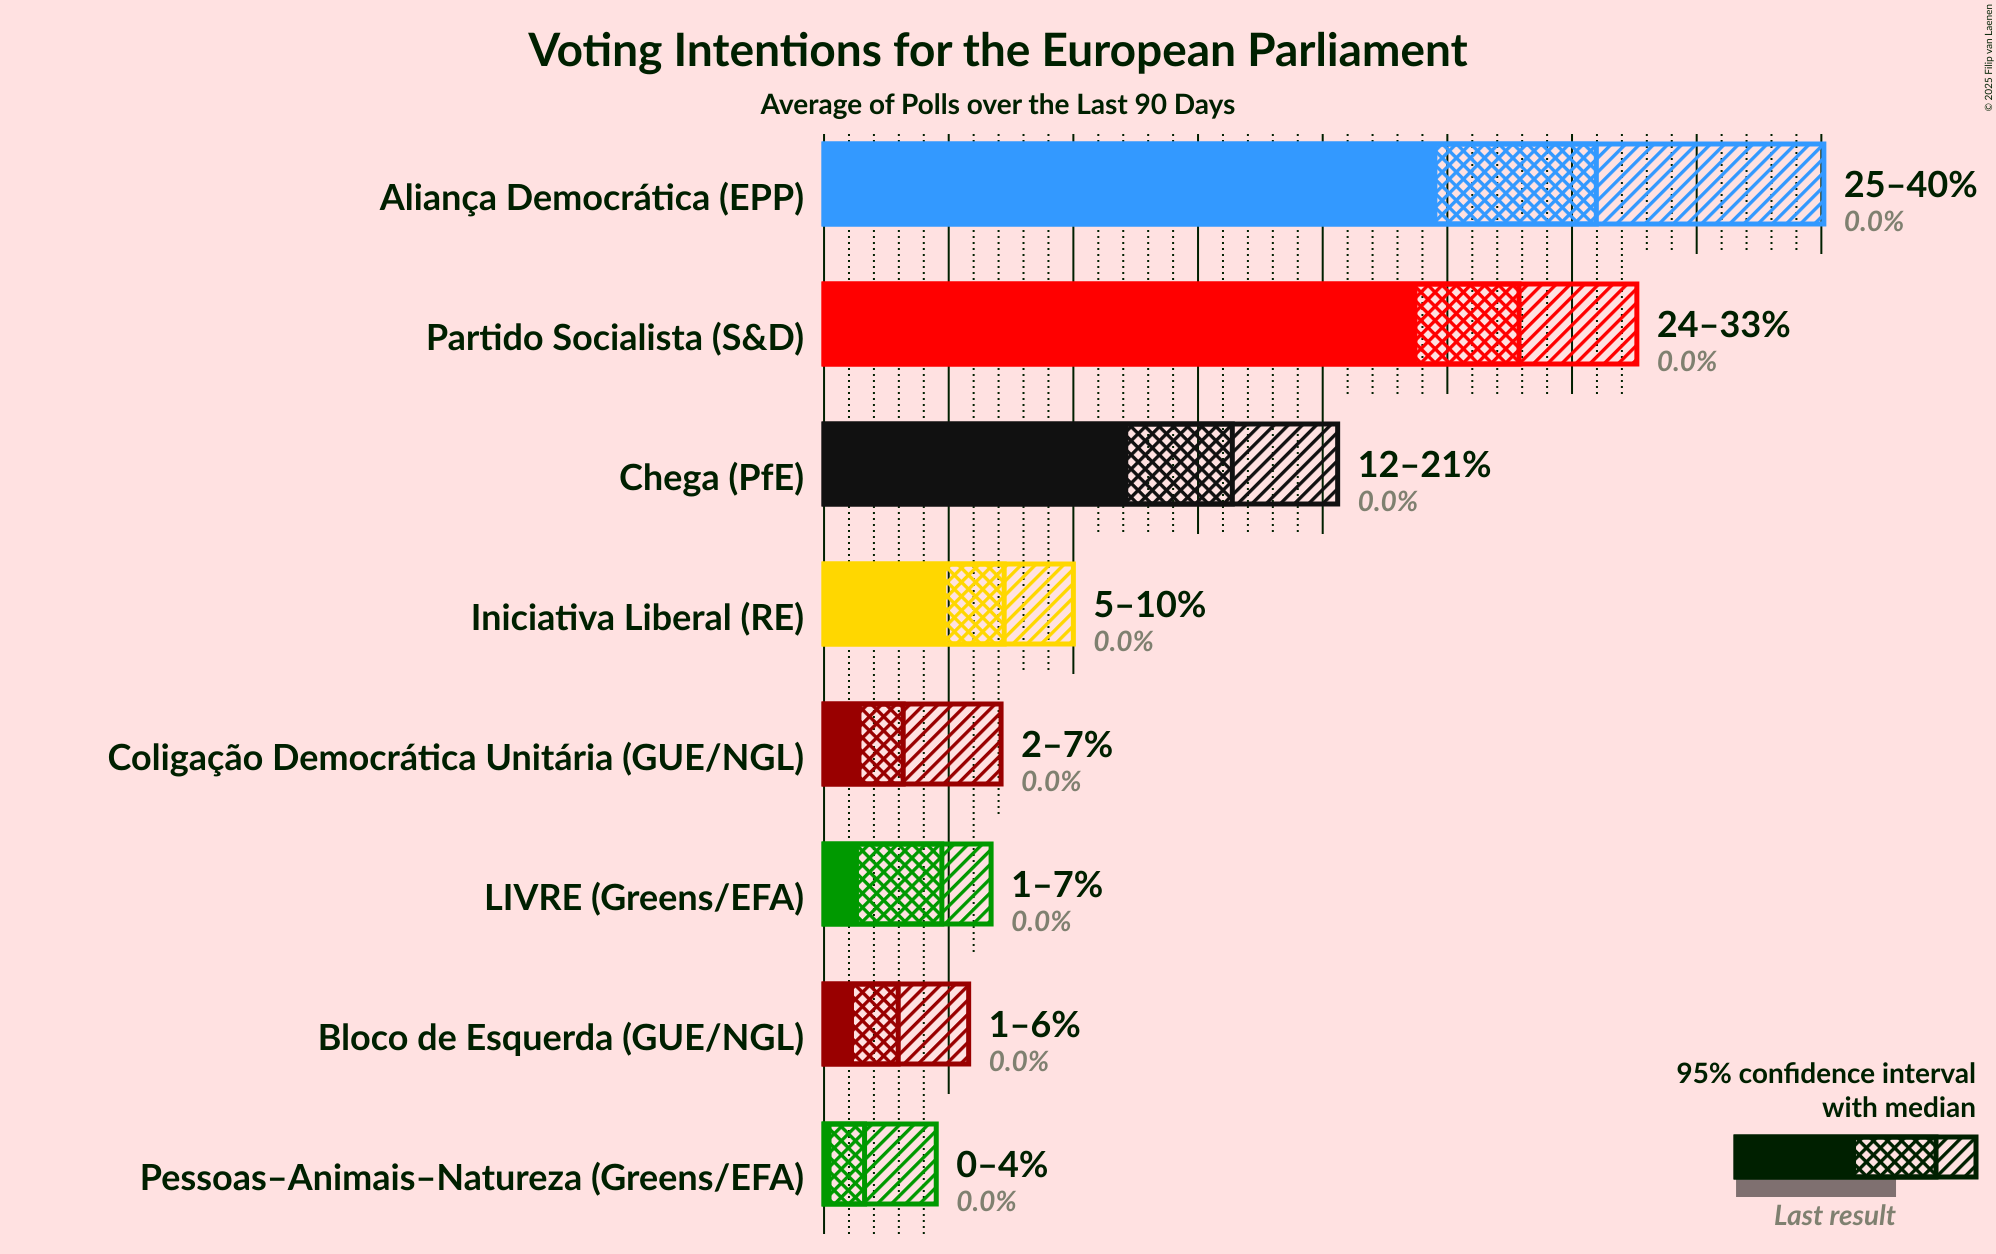 Voting Intentions for the European Parliament
Average of Polls over the Last 90 Days
© 2025 Filip van Laenen
Aliança Democrática (EPP)
25–40%
0.0%
Partido Socialista (S&D)
24–33%
0.0%
Chega (PfE)
12–21%
0.0%
Iniciativa Liberal (RE)
5–10%
0.0%
Coligação Democrática Unitária (GUE/NGL)
2–7%
0.0%
LIVRE (Greens/EFA)
1–7%
0.0%
Bloco de Esquerda (GUE/NGL)
1–6%
0.0%
Pessoas–Animais–Natureza (Greens/EFA)
0–4%
0.0%
95% confidence interval
with median
Last result